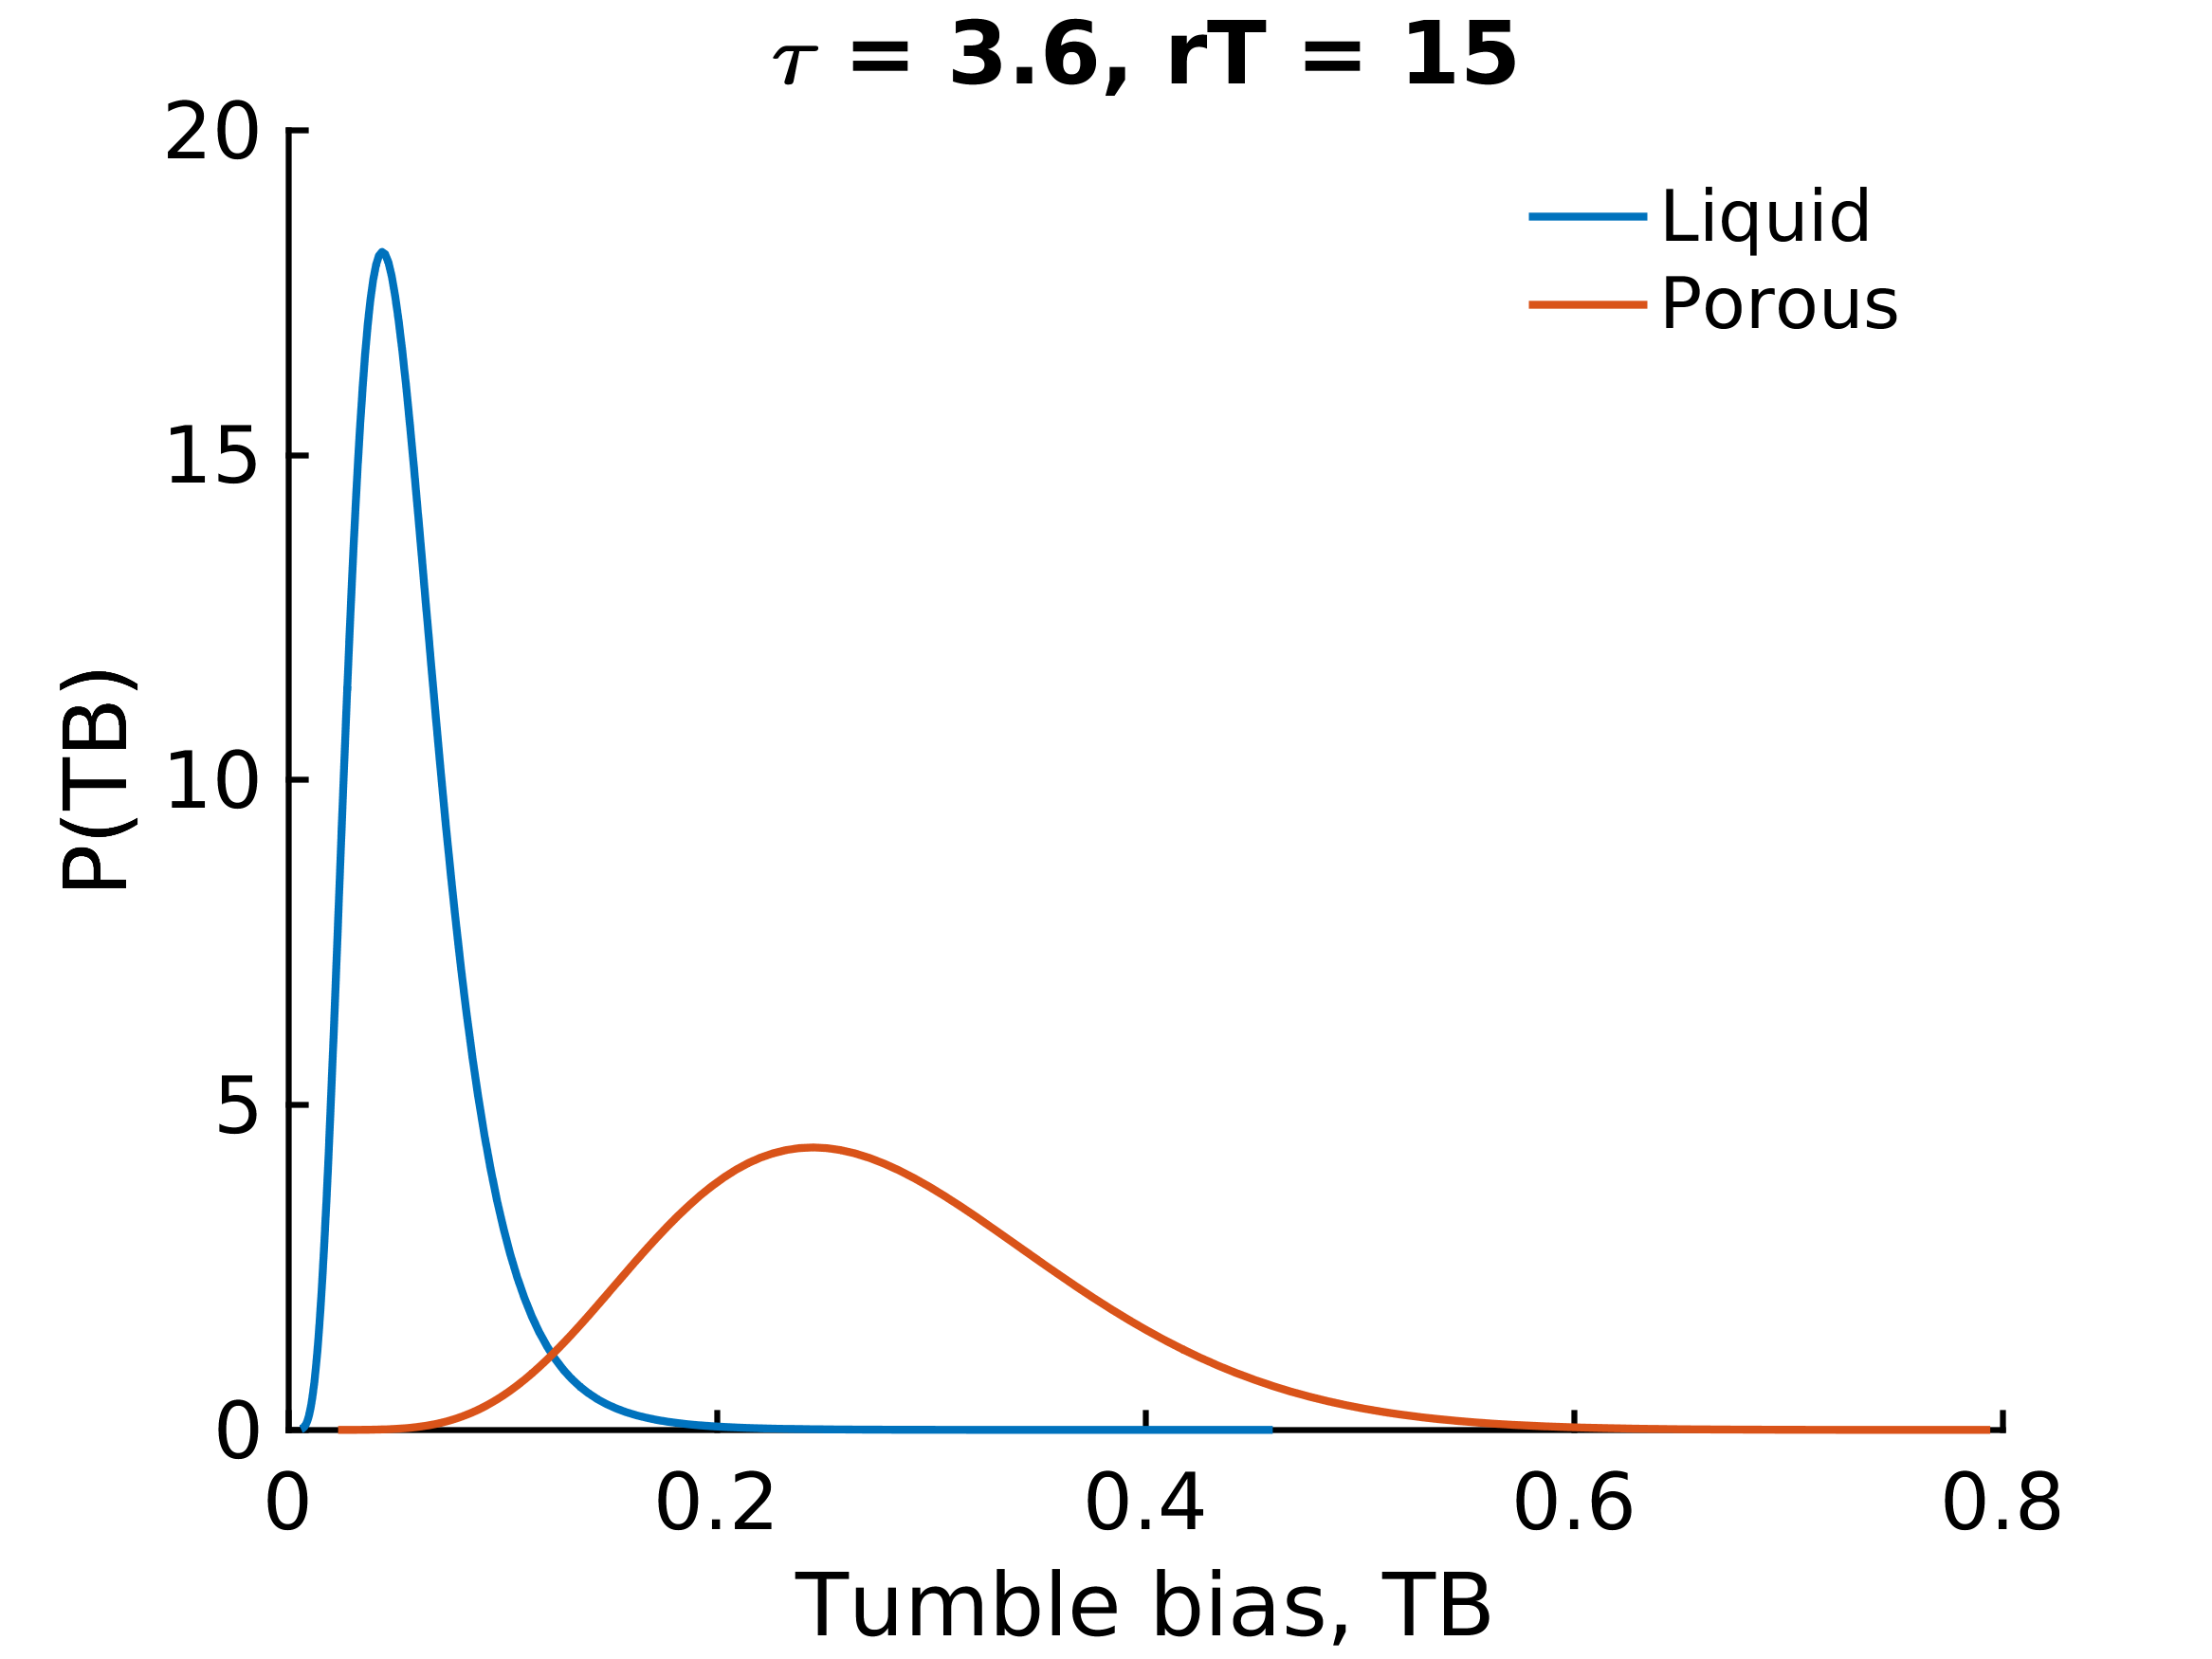 τ = 3.6, rT = 15
Liquid
Porous
20
15
10
5
0
P(TB)
0 0.2 0.4 0.6 0.8
Tumble bias, TB